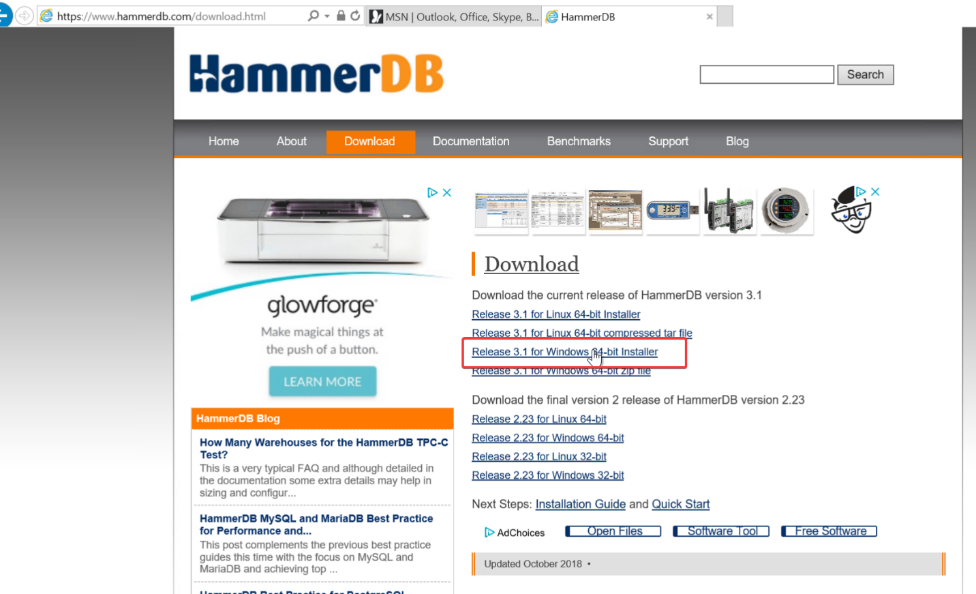 https://www.hammerdb.com/download.html
MSN | Outlook, Office, Skype, B...
HammerDB
HammerDB
Search
Home
About
Download
Documentation
Benchmarks
Support
Blog
glowforge
Make magical things at
the push of a button.
LEARN MORE
HammerDB Blog
How Many Warehouses for the HammerDB TPC-C
Test?
This is a very typical FAQ and although detailed in
the documentation some extra details may help in
sizing and configur...
HammerDB MySQL and MariaDB Best Practice
for Performance and...
This post complements the previous best practice
guides this time with the focus on MySQL and
MariaDB and achieving top ...
HammerDB Best Practice for PostgreSQL
Download
Download the current release of HammerDB version 3.1
Release 3.1 for Linux 64-bit Installer
Release 3.1 for Linux 64-bit compressed tar file
Release 3.1 for Windows 64-bit Installer
Release 3.1 for Windows 64-bit zip file
Download the final version 2 release of HammerDB version 2.23
Release 2.23 for Linux 64-bit
Release 2.23 for Windows 64-bit
Release 2.23 for Linux 32-bit
Release 2.23 for Windows 32-bit
Next Steps: Installation Guide and Quick Start
AdChoices
Open Files
Software Tool
Free Software
Updated October 2018 •